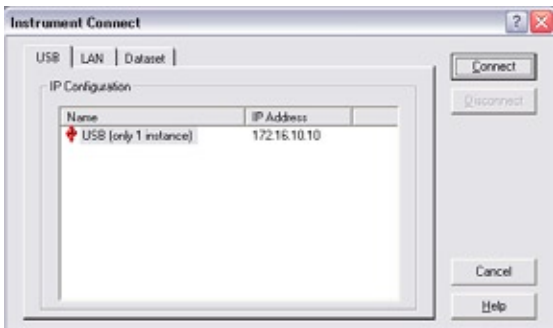 Instrument Connect
USB LAN Dataset
Connect
IP Configuration
Disconnect
Name IP Address
USB (only 1 instance) 172.16.10.10
Cancel
Help